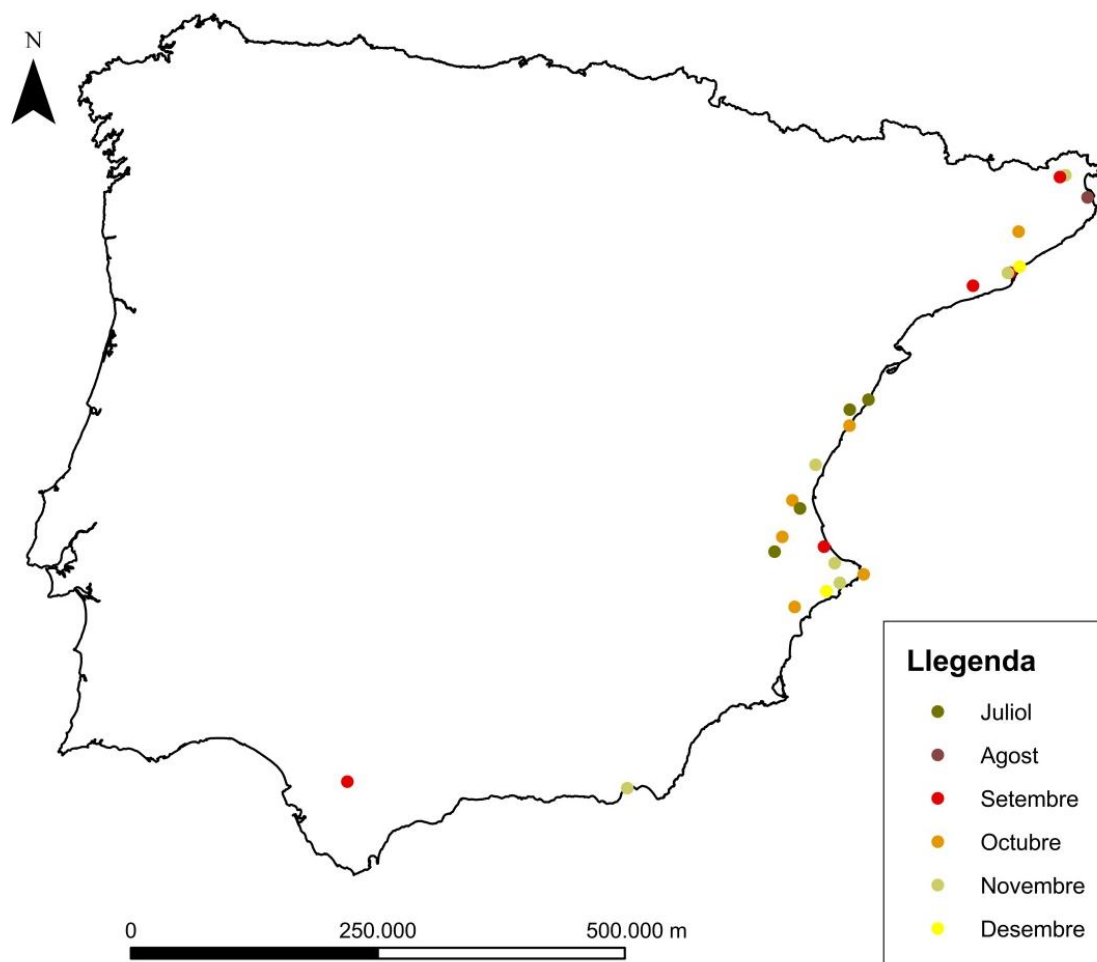 N
Llegenda
Juliol
Agost
Setembre
Octubre
Novembre
Desembre
0 250.000 500.000 m